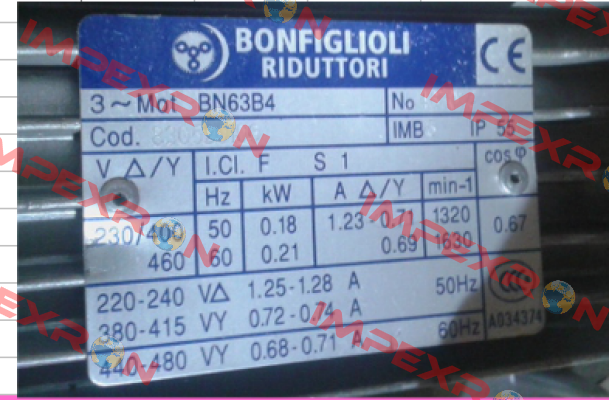 BONFIGLIOLI
RIDUTTORI
CE
3~Mot BN63B4 No
Cod. IMB IP 55
V Δ/Y I.Cl. F S 1 cos φ
Hz kW A Δ/Y min-1
230/400 50 0.18 1.23 0.71 1320 0.67
460 60 0.21 0.69 1630
220-240 VΔ 1.25-1.28 A 50Hz
380-415 VY 0.72-0.74 A
440-480 VY 0.68-0.71 A 60Hz A034374
IMPEXRON